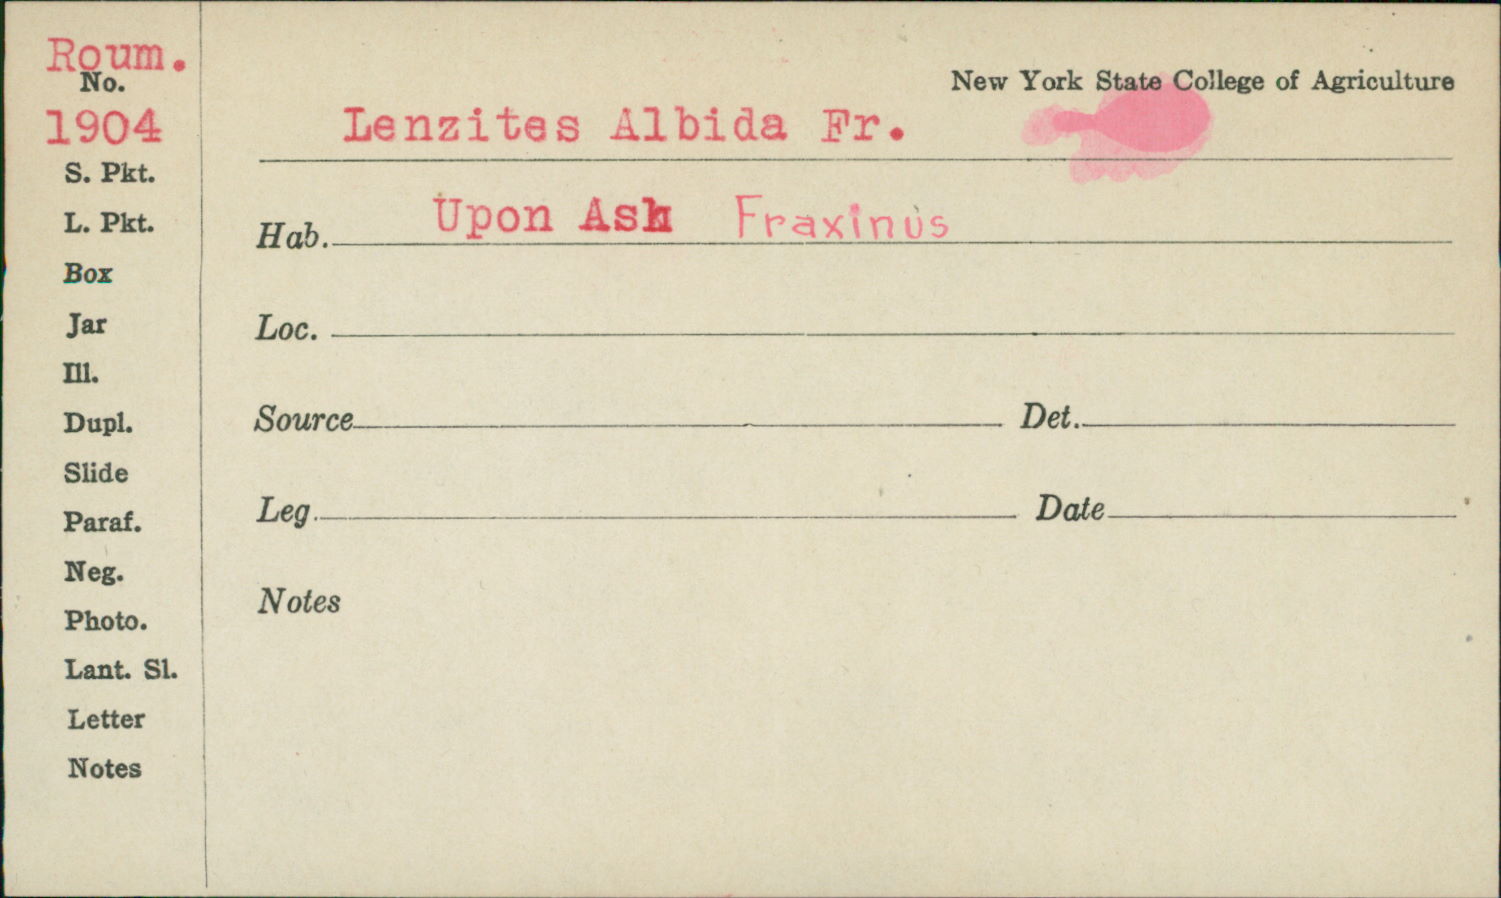 Roum.
No.
1904
S. Pkt.
L. Pkt.
Box
Jar
Ill.
Dupl.
Slide
Paraf.
Neg.
Photo.
Lant. Sl.
Letter
Notes
New York State College of Agriculture
Lenzites Albida Fr.
Hab. Upon Ash Fraxinus
Loc.
Source Det.
Leg. Date
Notes